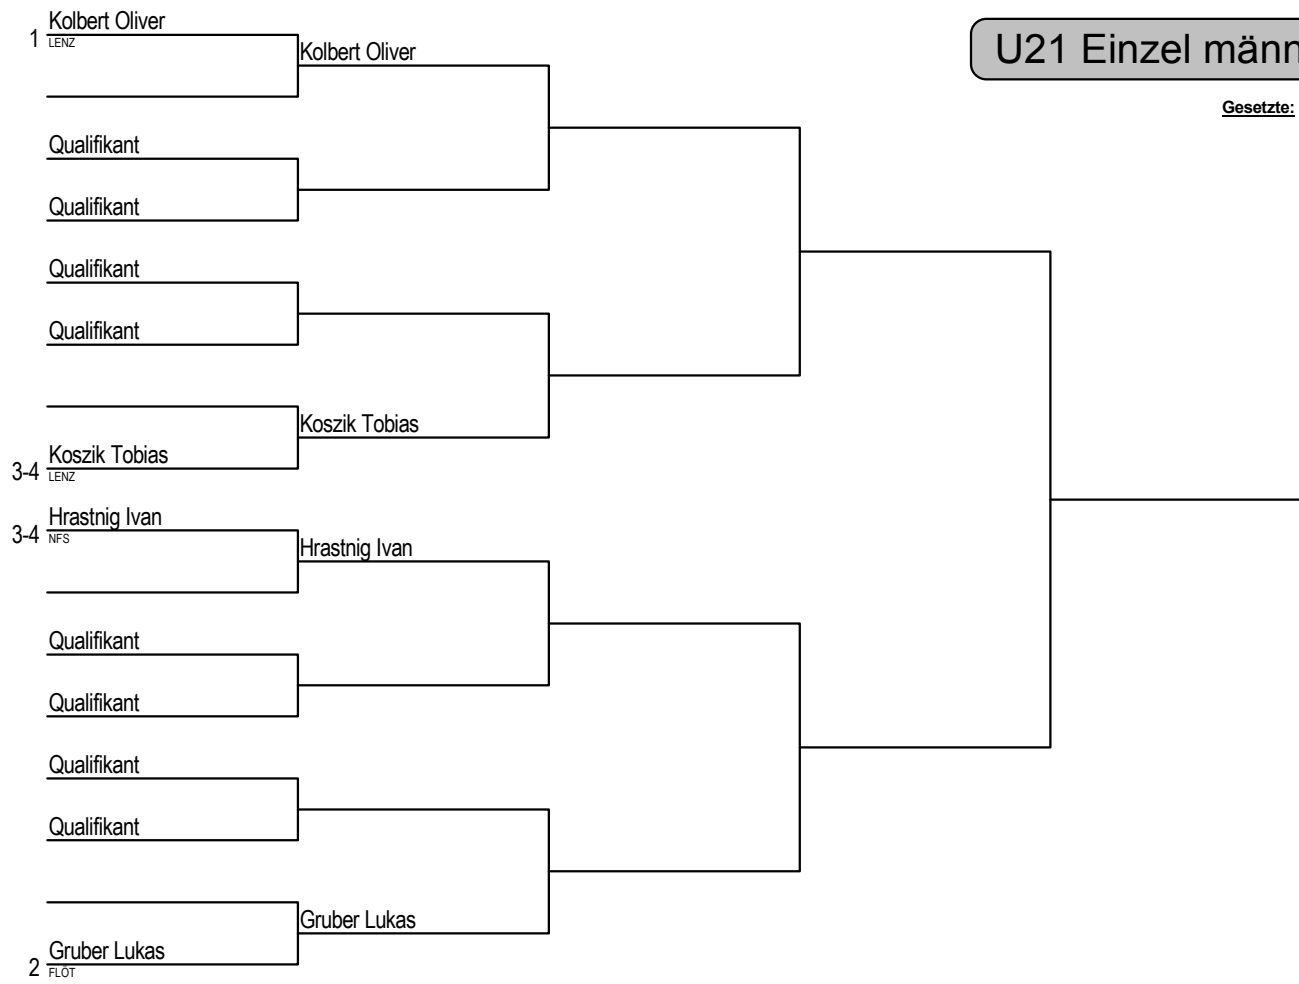 U21 Einzel männ
Gesetzte:
1
Kolbert Oliver
LENZ
Kolbert Oliver
Qualifikant
Qualifikant
Qualifikant
Qualifikant
Koszik Tobias
3-4
Koszik Tobias
LENZ
3-4
Hrastnig Ivan
NFS
Hrastnig Ivan
Qualifikant
Qualifikant
Qualifikant
Qualifikant
Gruber Lukas
2
Gruber Lukas
FLÖT